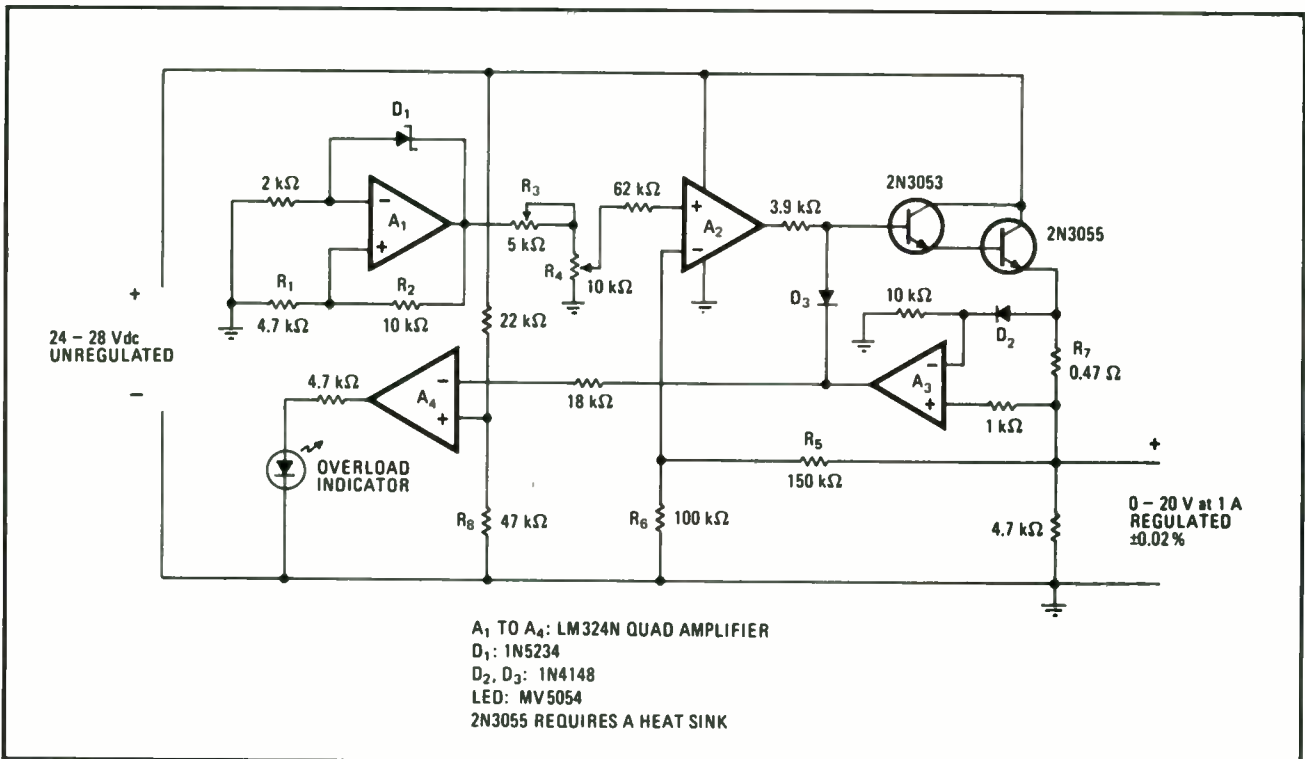 D1
2 kΩ
A1
-
+
R1
4.7 kΩ
R2
10 kΩ
R3
5 kΩ
R4
10 kΩ
62 kΩ
+
A2
-
3.9 kΩ
2N3053
2N3055
D3
10 kΩ
D2
R7
0.47 Ω
-
A3
+
1 kΩ
+
24 – 28 Vdc
UNREGULATED
-
22 kΩ
4.7 kΩ
A4
-
+
18 kΩ
OVERLOAD
INDICATOR
R8
47 kΩ
R6
100 kΩ
R5
150 kΩ
4.7 kΩ
+
0 – 20 V at 1 A
REGULATED
±0.02%
A1 TO A4: LM324N QUAD AMPLIFIER
D1: 1N5234
D2, D3: 1N4148
LED: MV5054
2N3055 REQUIRES A HEAT SINK